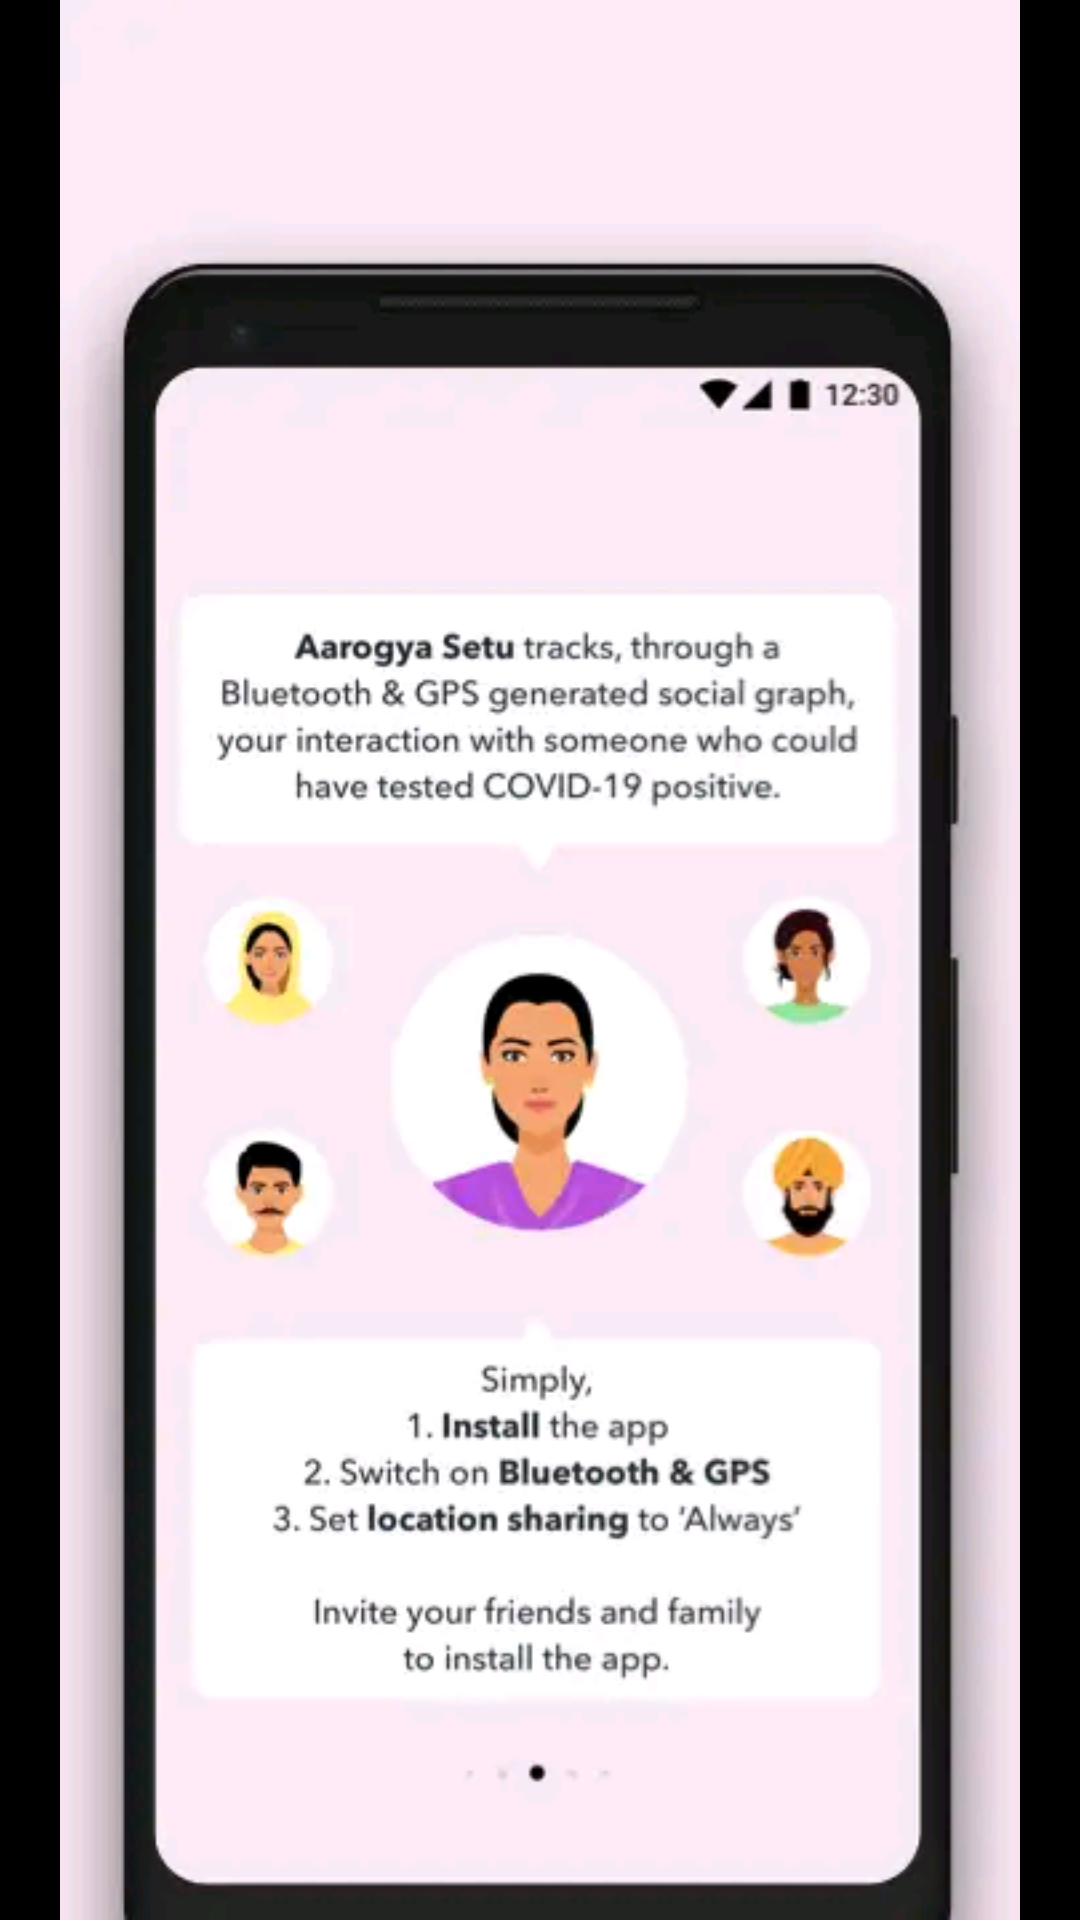 12:30
Aarogya Setu tracks, through a
Bluetooth & GPS generated social graph,
your interaction with someone who could
have tested COVID-19 positive.
Simply,
1. Install the app
2. Switch on Bluetooth & GPS
3. Set location sharing to ‘Always’
Invite your friends and family
to install the app.